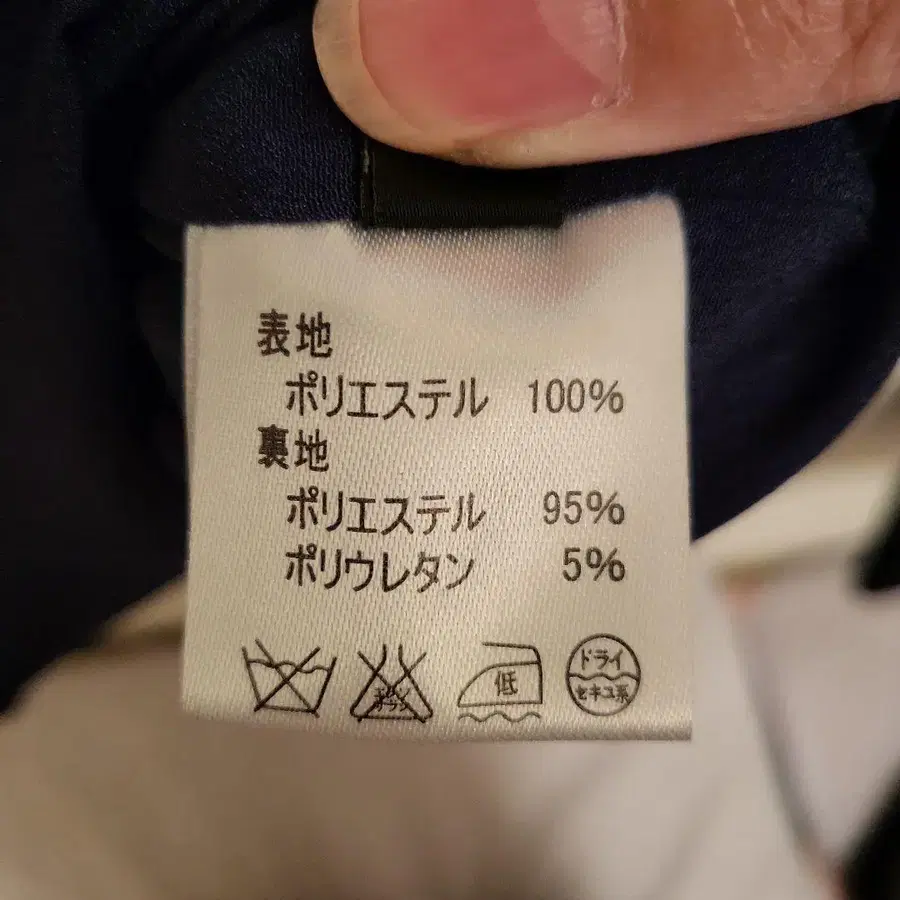 表地
ポリエステル 100%
裏地
ポリエステル 95%
ポリウレタン 5%
低
ドライ
セキユ系